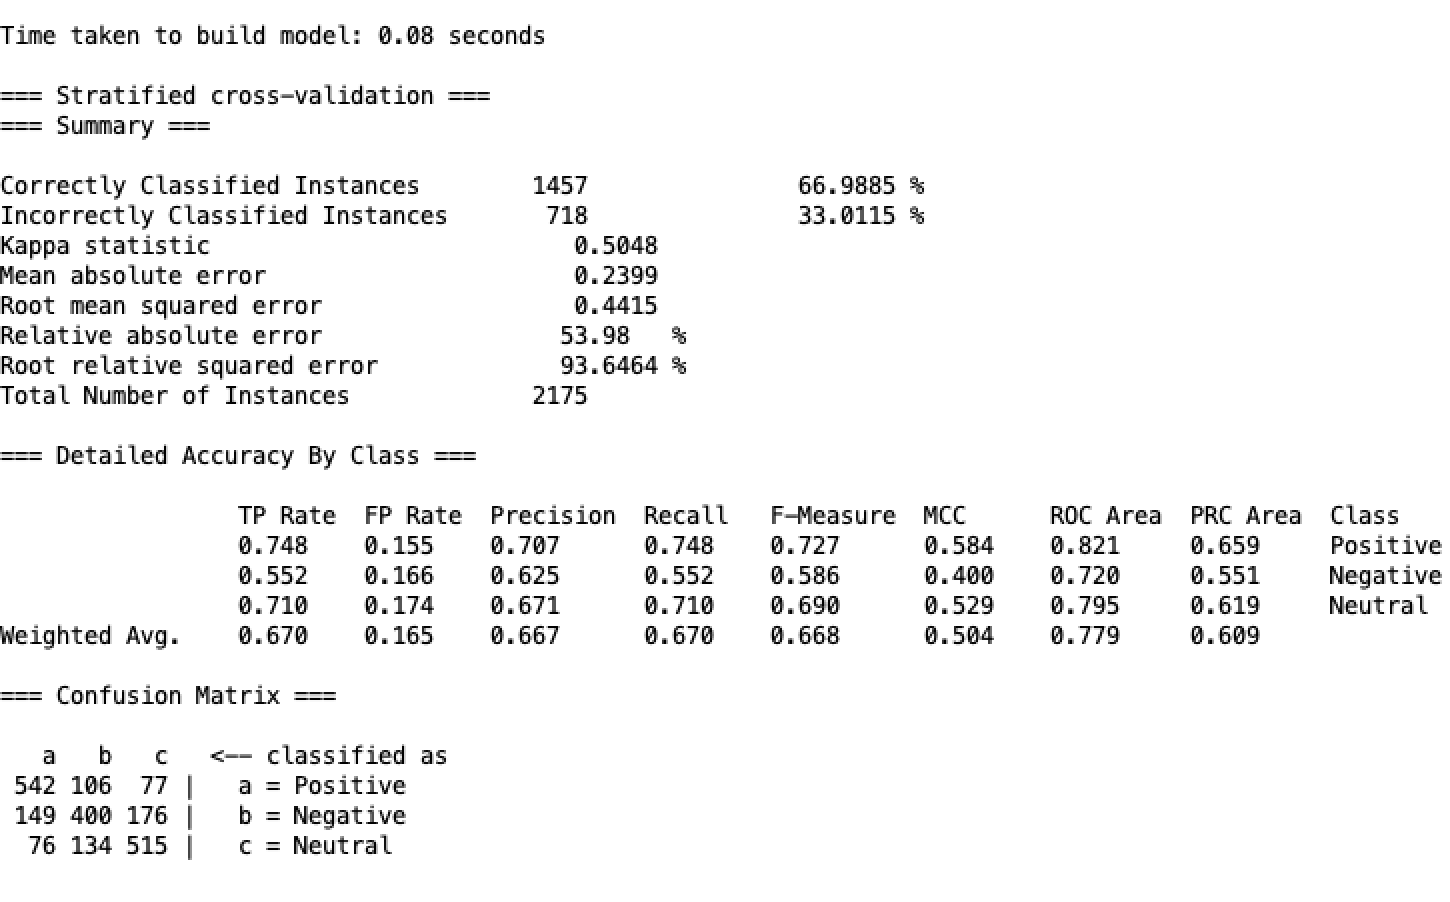 Time taken to build model: 0.08 seconds
=== Stratified cross-validation ===
=== Summary ===
Correctly Classified Instances        1457               66.9885 %
Incorrectly Classified Instances       718               33.0115 %
Kappa statistic                          0.5048
Mean absolute error                      0.2399
Root mean squared error                  0.4415
Relative absolute error                 53.98   %
Root relative squared error             93.6464 %
Total Number of Instances             2175
=== Detailed Accuracy By Class ===
                 TP Rate  FP Rate  Precision  Recall   F-Measure  MCC      ROC Area  PRC Area  Class
                 0.748    0.155    0.707      0.748    0.727      0.584    0.821     0.659     Positive
                 0.552    0.166    0.625      0.552    0.586      0.400    0.720     0.551     Negative
                 0.710    0.174    0.671      0.710    0.690      0.529    0.795     0.619     Neutral
Weighted Avg.    0.670    0.165    0.667      0.670    0.668      0.504    0.779     0.609
=== Confusion Matrix ===
   a   b   c   <-- classified as
 542 106  77 |   a = Positive
 149 400 176 |   b = Negative
  76 134 515 |   c = Neutral